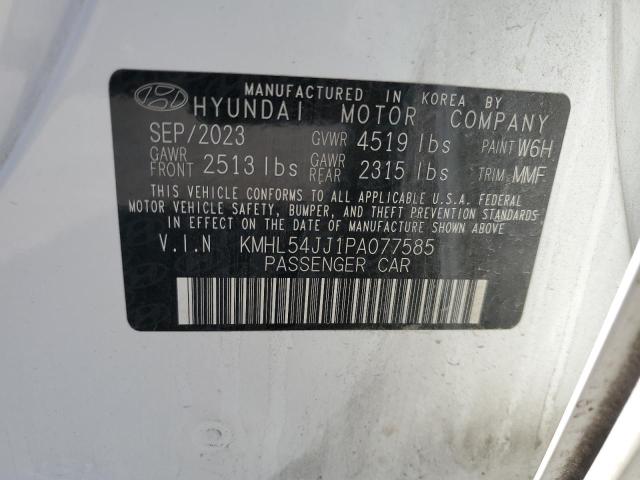 MANUFACTURED IN KOREA BY
HYUNDAI MOTOR COMPANY
SEP/2023 GVWR 4519 lbs PAINT W6H
GAWR FRONT 2513 lbs GAWR REAR 2315 lbs TRIM MMF
THIS VEHICLE CONFORMS TO ALL APPLICABLE U.S.A. FEDERAL
MOTOR VEHICLE SAFETY, BUMPER, AND THEFT PREVENTION STANDARDS
IN EFFECT ON THE DATE OF MANUFACTURE SHOWN ABOVE.
V.I.N KMHL54JJ1PA077585
PASSENGER CAR